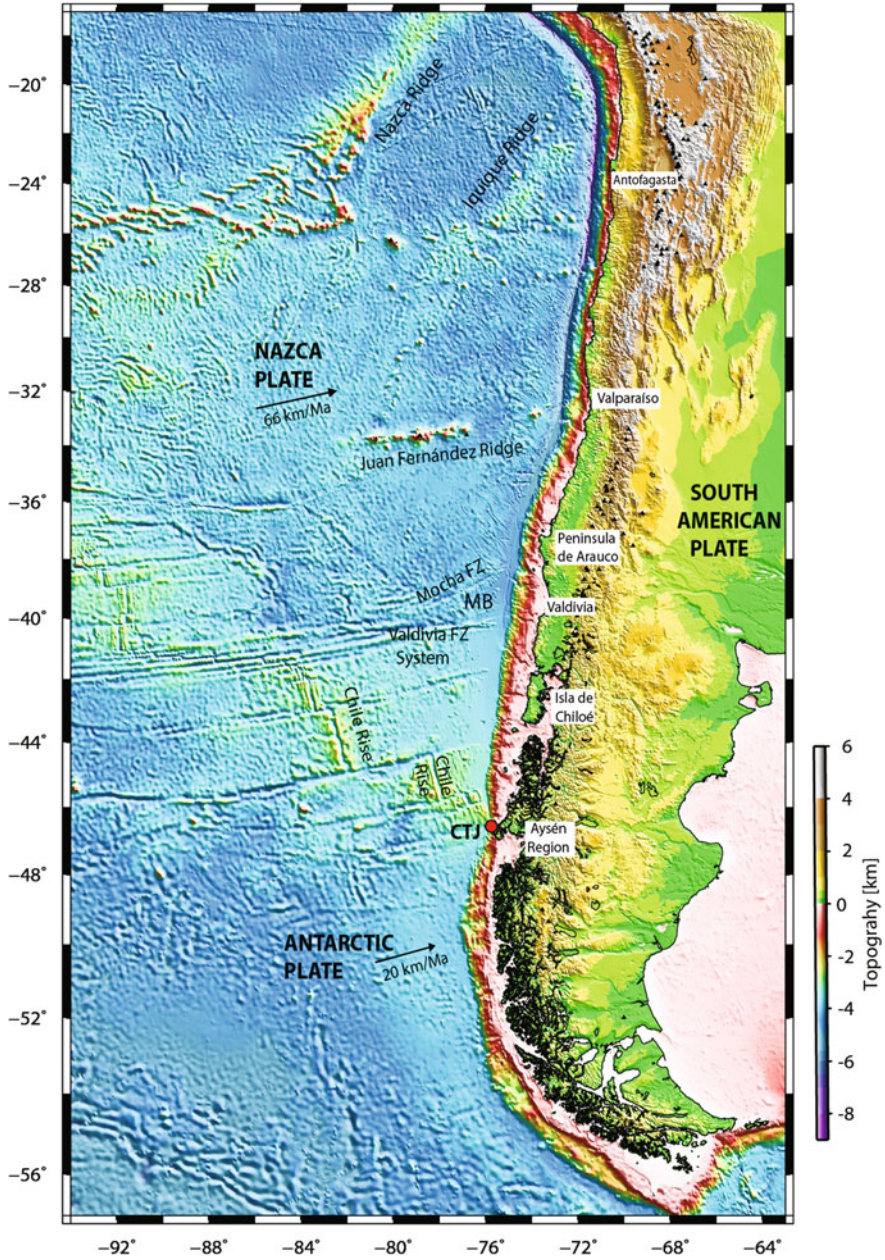 −20°
−24°
−28°
−32°
−36°
−40°
−44°
−48°
−52°
−56°
Nazca Ridge
Iquique Ridge
Antofagasta
NAZCA
PLATE
66 km/Ma
Valparaíso
Juan Fernández Ridge
SOUTH
AMERICAN
PLATE
Peninsula
de Arauco
Mocha FZ
MB
Valdivia
Valdivia FZ
System
Isla de
Chiloé
Chile Rise
Chile
Rise
CTJ
Aysén
Region
ANTARCTIC
PLATE
20 km/Ma
6
4
2
0
-2
-4
-6
-8
Topograhy [km]
−92° −88° −84° −80° −76° −72° −68° −64°